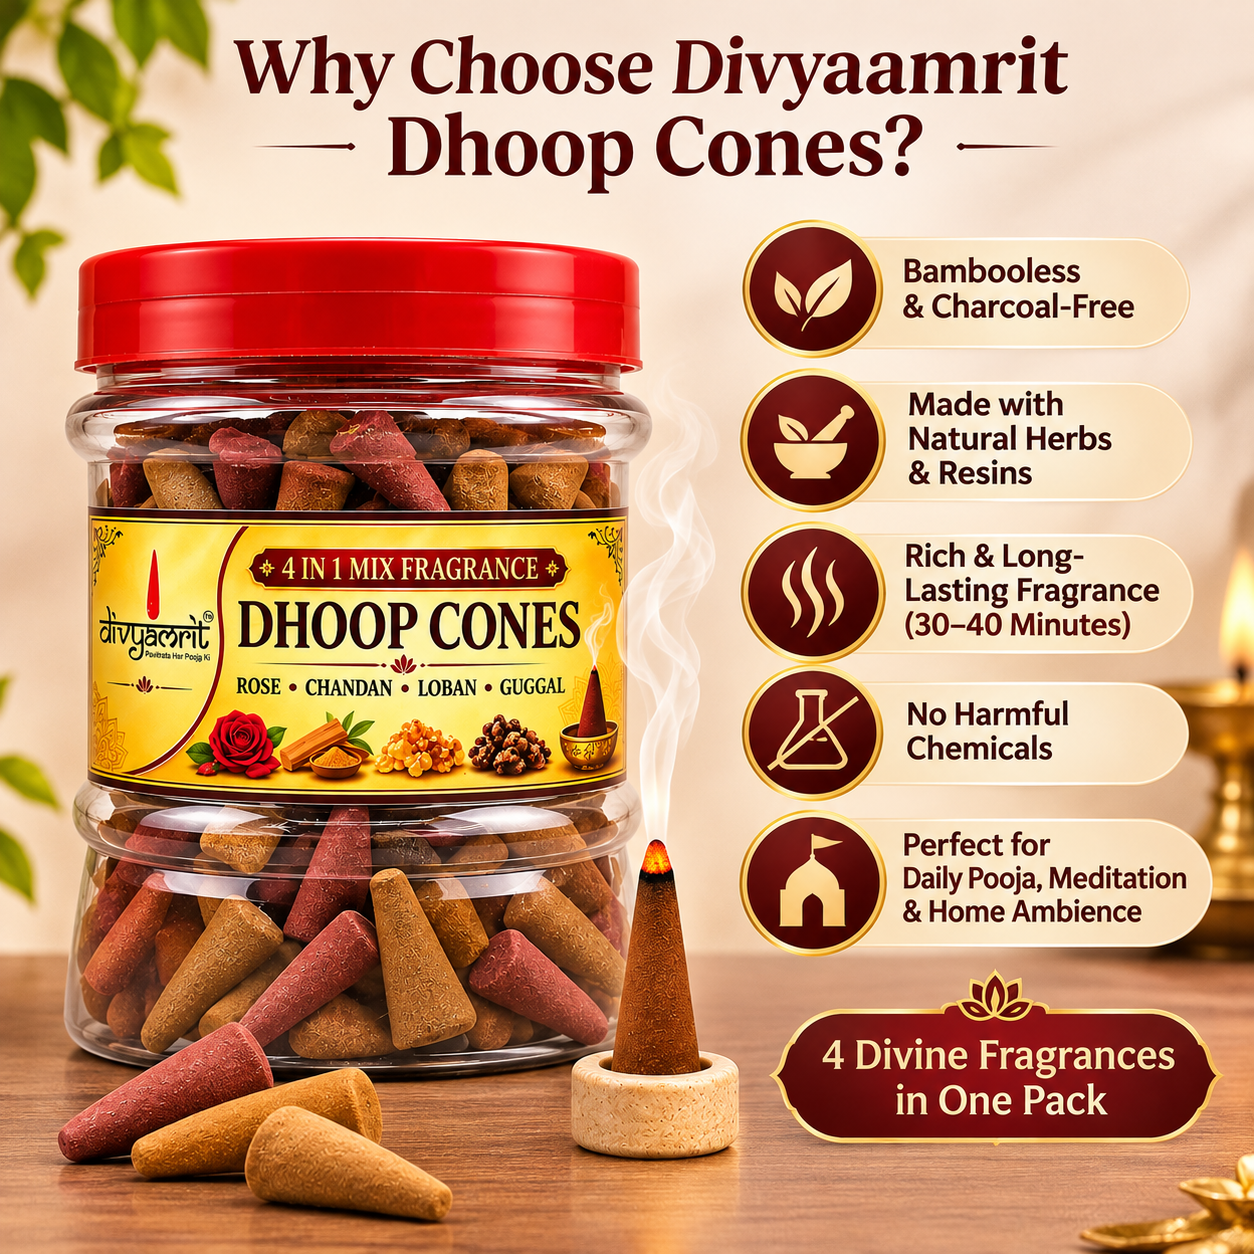 Why Choose Divyaamrit
Dhoop Cones?
Bambooless
& Charcoal-Free
Made with
Natural Herbs
& Resins
Rich & Long-
Lasting Fragrance
(30–40 Minutes)
No Harmful
Chemicals
Perfect for
Daily Pooja, Meditation
& Home Ambience
4 Divine Fragrances
in One Pack
4 IN 1 MIX FRAGRANCE
DHOOP CONES
ROSE • CHANDAN • LOBAN • GUGGAL
divyamrit TM
Pavitrata Har Pooja Ki